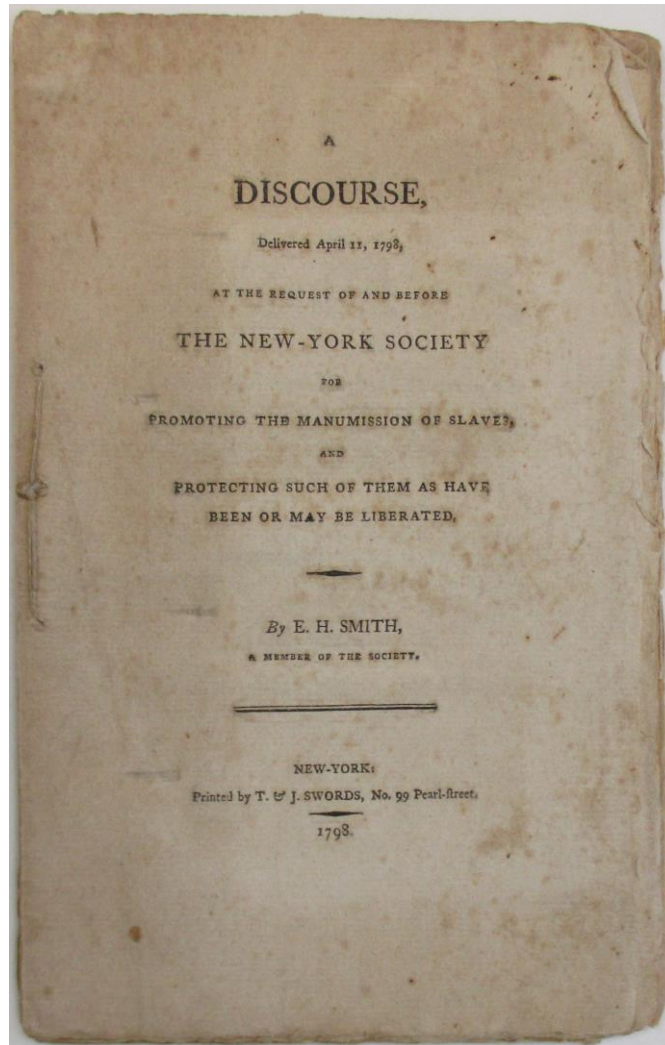 A
DISCOURSE,
Delivered April 11, 1798,
AT THE REQUEST OF AND BEFORE
THE NEW-YORK SOCIETY
FOR
PROMOTING THE MANUMISSION OF SLAVES,
AND
PROTECTING SUCH OF THEM AS HAVE
BEEN OR MAY BE LIBERATED.
By E. H. SMITH,
A MEMBER OF THE SOCIETY.
NEW-YORK:
Printed by T. & J. SWORDS, No. 99 Pearl-ſtreet.
1798.